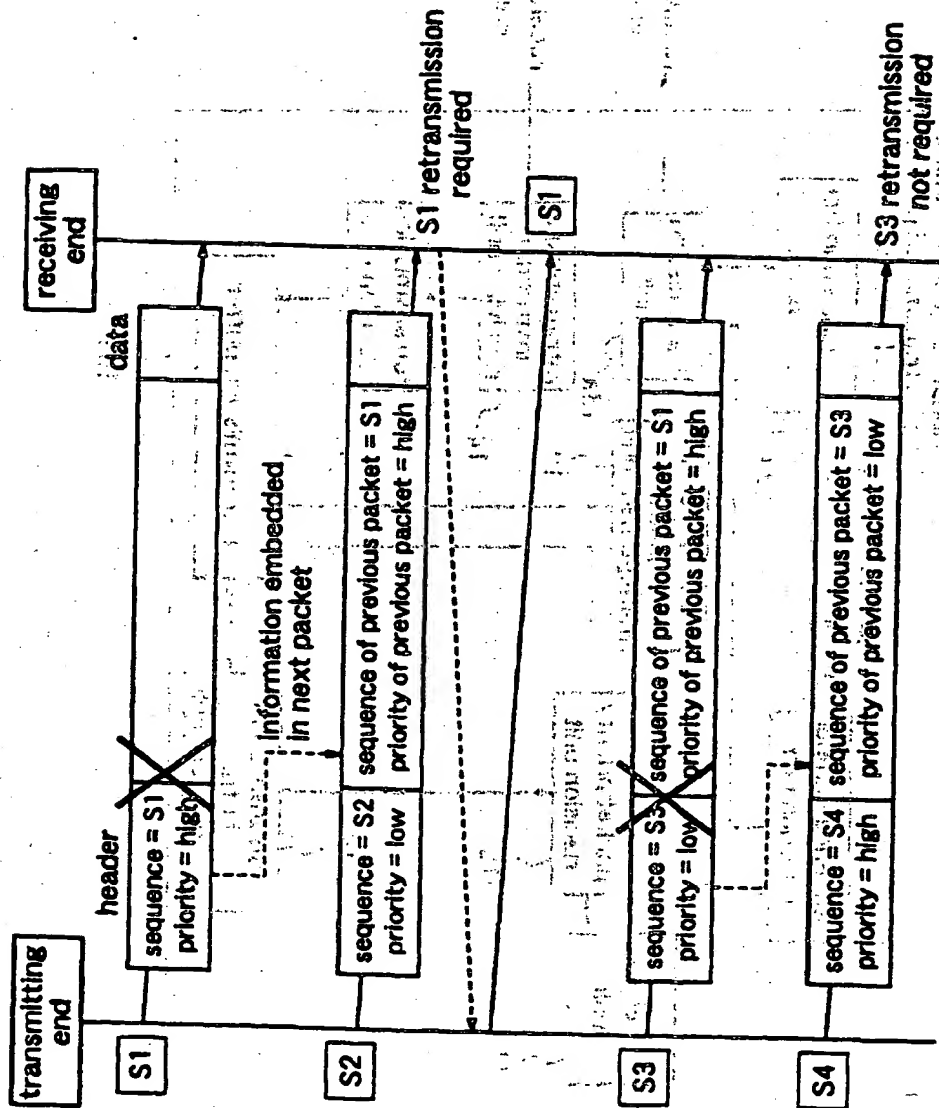 transmitting
end
receiving
end
header
data
S1
sequence = S1
priority = high
Information embedded
in next packet
S2
sequence = S2
priority = low
sequence of previous packet = S1
priority of previous packet = high
S1 retransmission
required
S1
S3
sequence = S3
priority = low
sequence of previous packet = S1
priority of previous packet = high
S4
sequence = S4
priority = high
sequence of previous packet = S3
priority of previous packet = low
S3 retransmission
not required